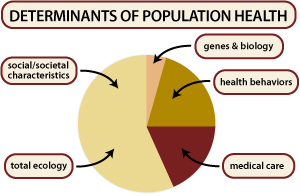 DETERMINANTS OF POPULATION HEALTH
genes & biology
social/societal
characteristics
health behaviors
total ecology
medical care